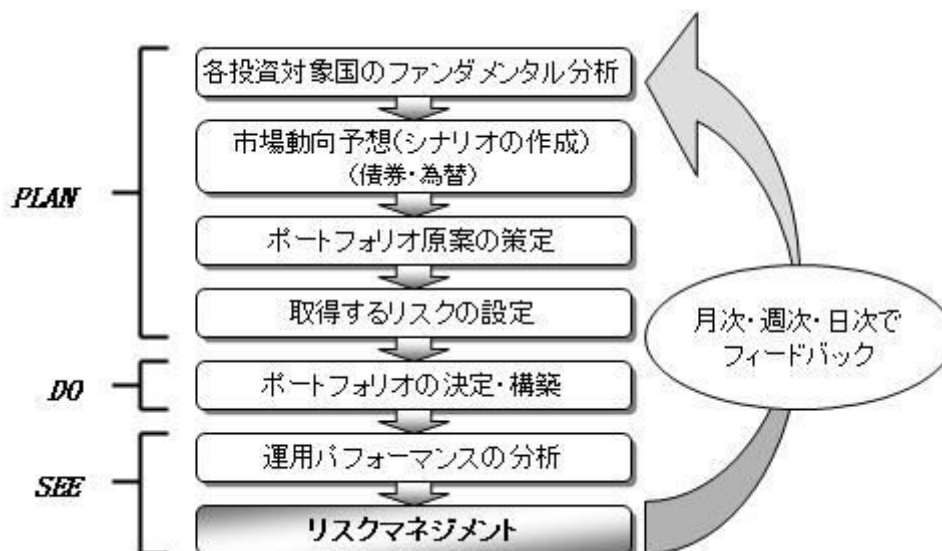 各投資対象国のファンダメンタル分析
市場動向予想(シナリオの作成)
(債券・為替)
PLAN
ポートフォリオ原案の策定
取得するリスクの設定
月次・週次・日次で
フィードバック
DO
ポートフォリオの決定・構築
運用パフォーマンスの分析
SEE
リスクマネジメント